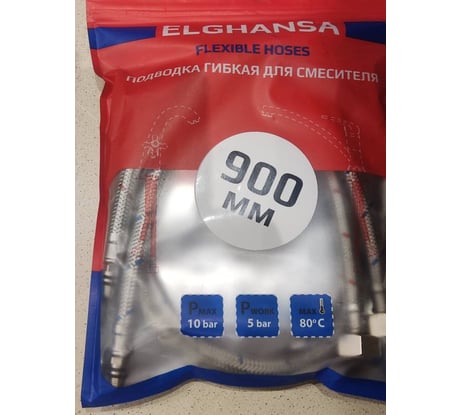 ELGHANSA
FLEXIBLE HOSES
ПОДВОДКА ГИБКАЯ ДЛЯ СМЕСИТЕЛЯ
900
ММ
PMAX
10 bar
PWORK
5 bar
MAX
80°C